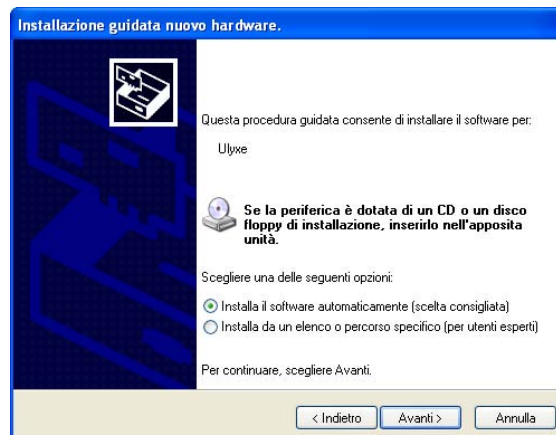 Installazione guidata nuovo hardware.
Questa procedura guidata consente di installare il software per:
Ulyxe
Se la periferica è dotata di un CD o un disco
floppy di installazione, inserirlo nell'apposita
unità.
Scegliere una delle seguenti opzioni:
Installa il software automaticamente (scelta consigliata)
Installa da un elenco o percorso specifico (per utenti esperti)
Per continuare, scegliere Avanti.
< Indietro Avanti > Annulla